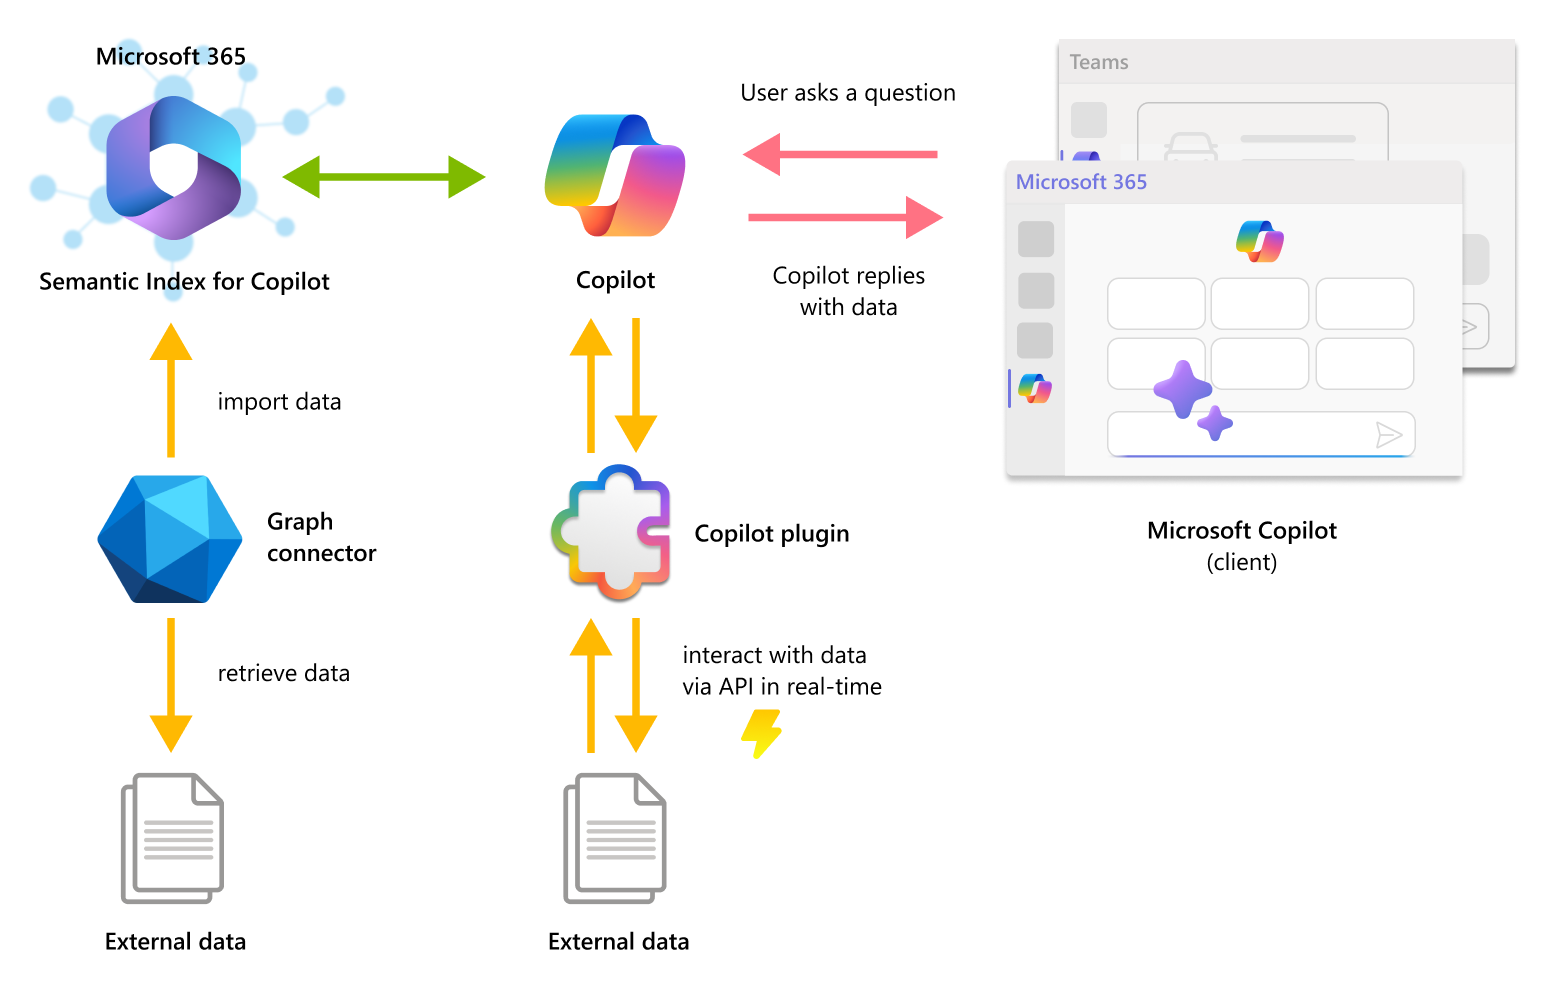 Microsoft 365
Semantic Index for Copilot
import data
Graph
connector
retrieve data
External data
Copilot
Copilot plugin
interact with data
via API in real-time
External data
User asks a question
Copilot replies
with data
Teams
Microsoft 365
Microsoft Copilot
(client)